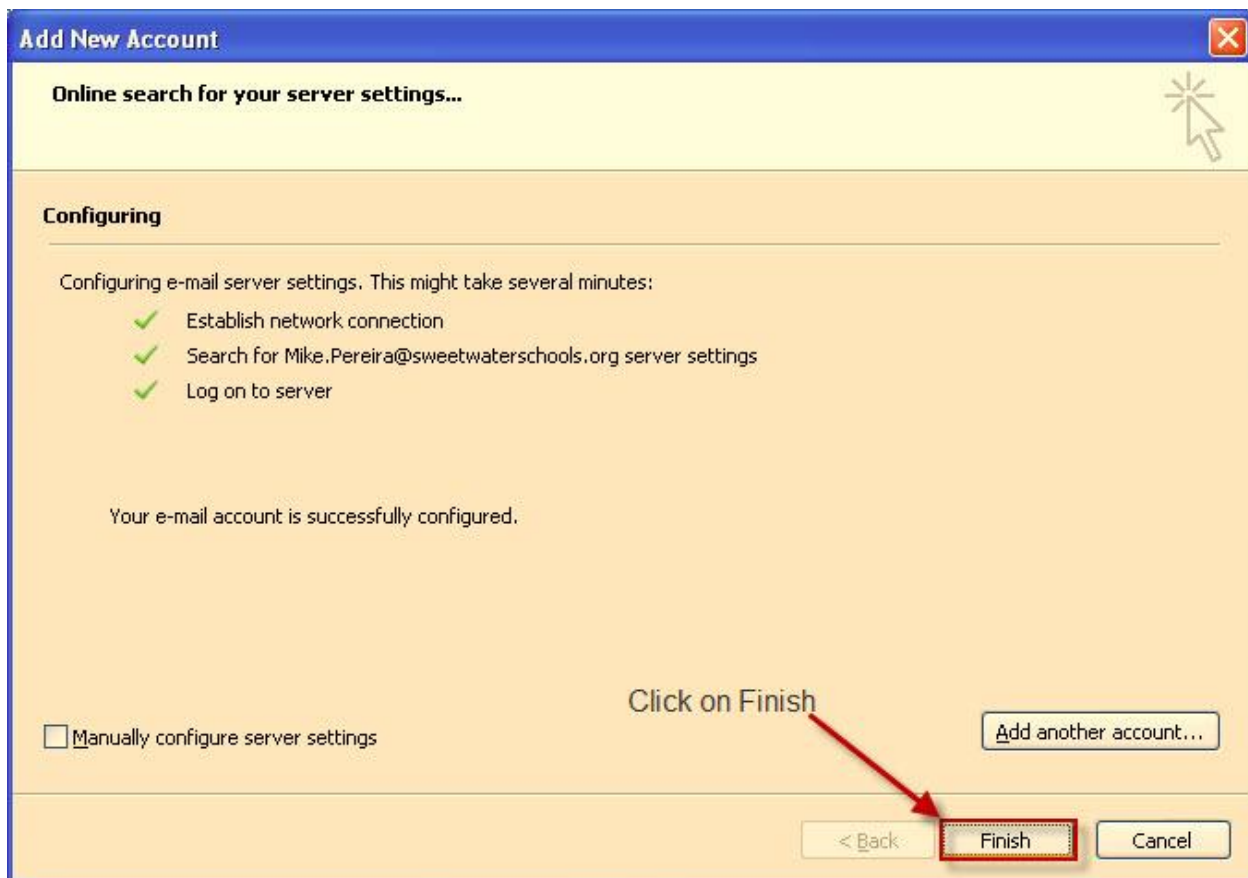 Add New Account
Online search for your server settings...
Configuring
Configuring e-mail server settings. This might take several minutes:
Establish network connection
Search for Mike.Pereira@sweetwaterschools.org server settings
Log on to server
Your e-mail account is successfully configured.
Click on Finish
Manually configure server settings
Add another account...
< Back
Finish
Cancel